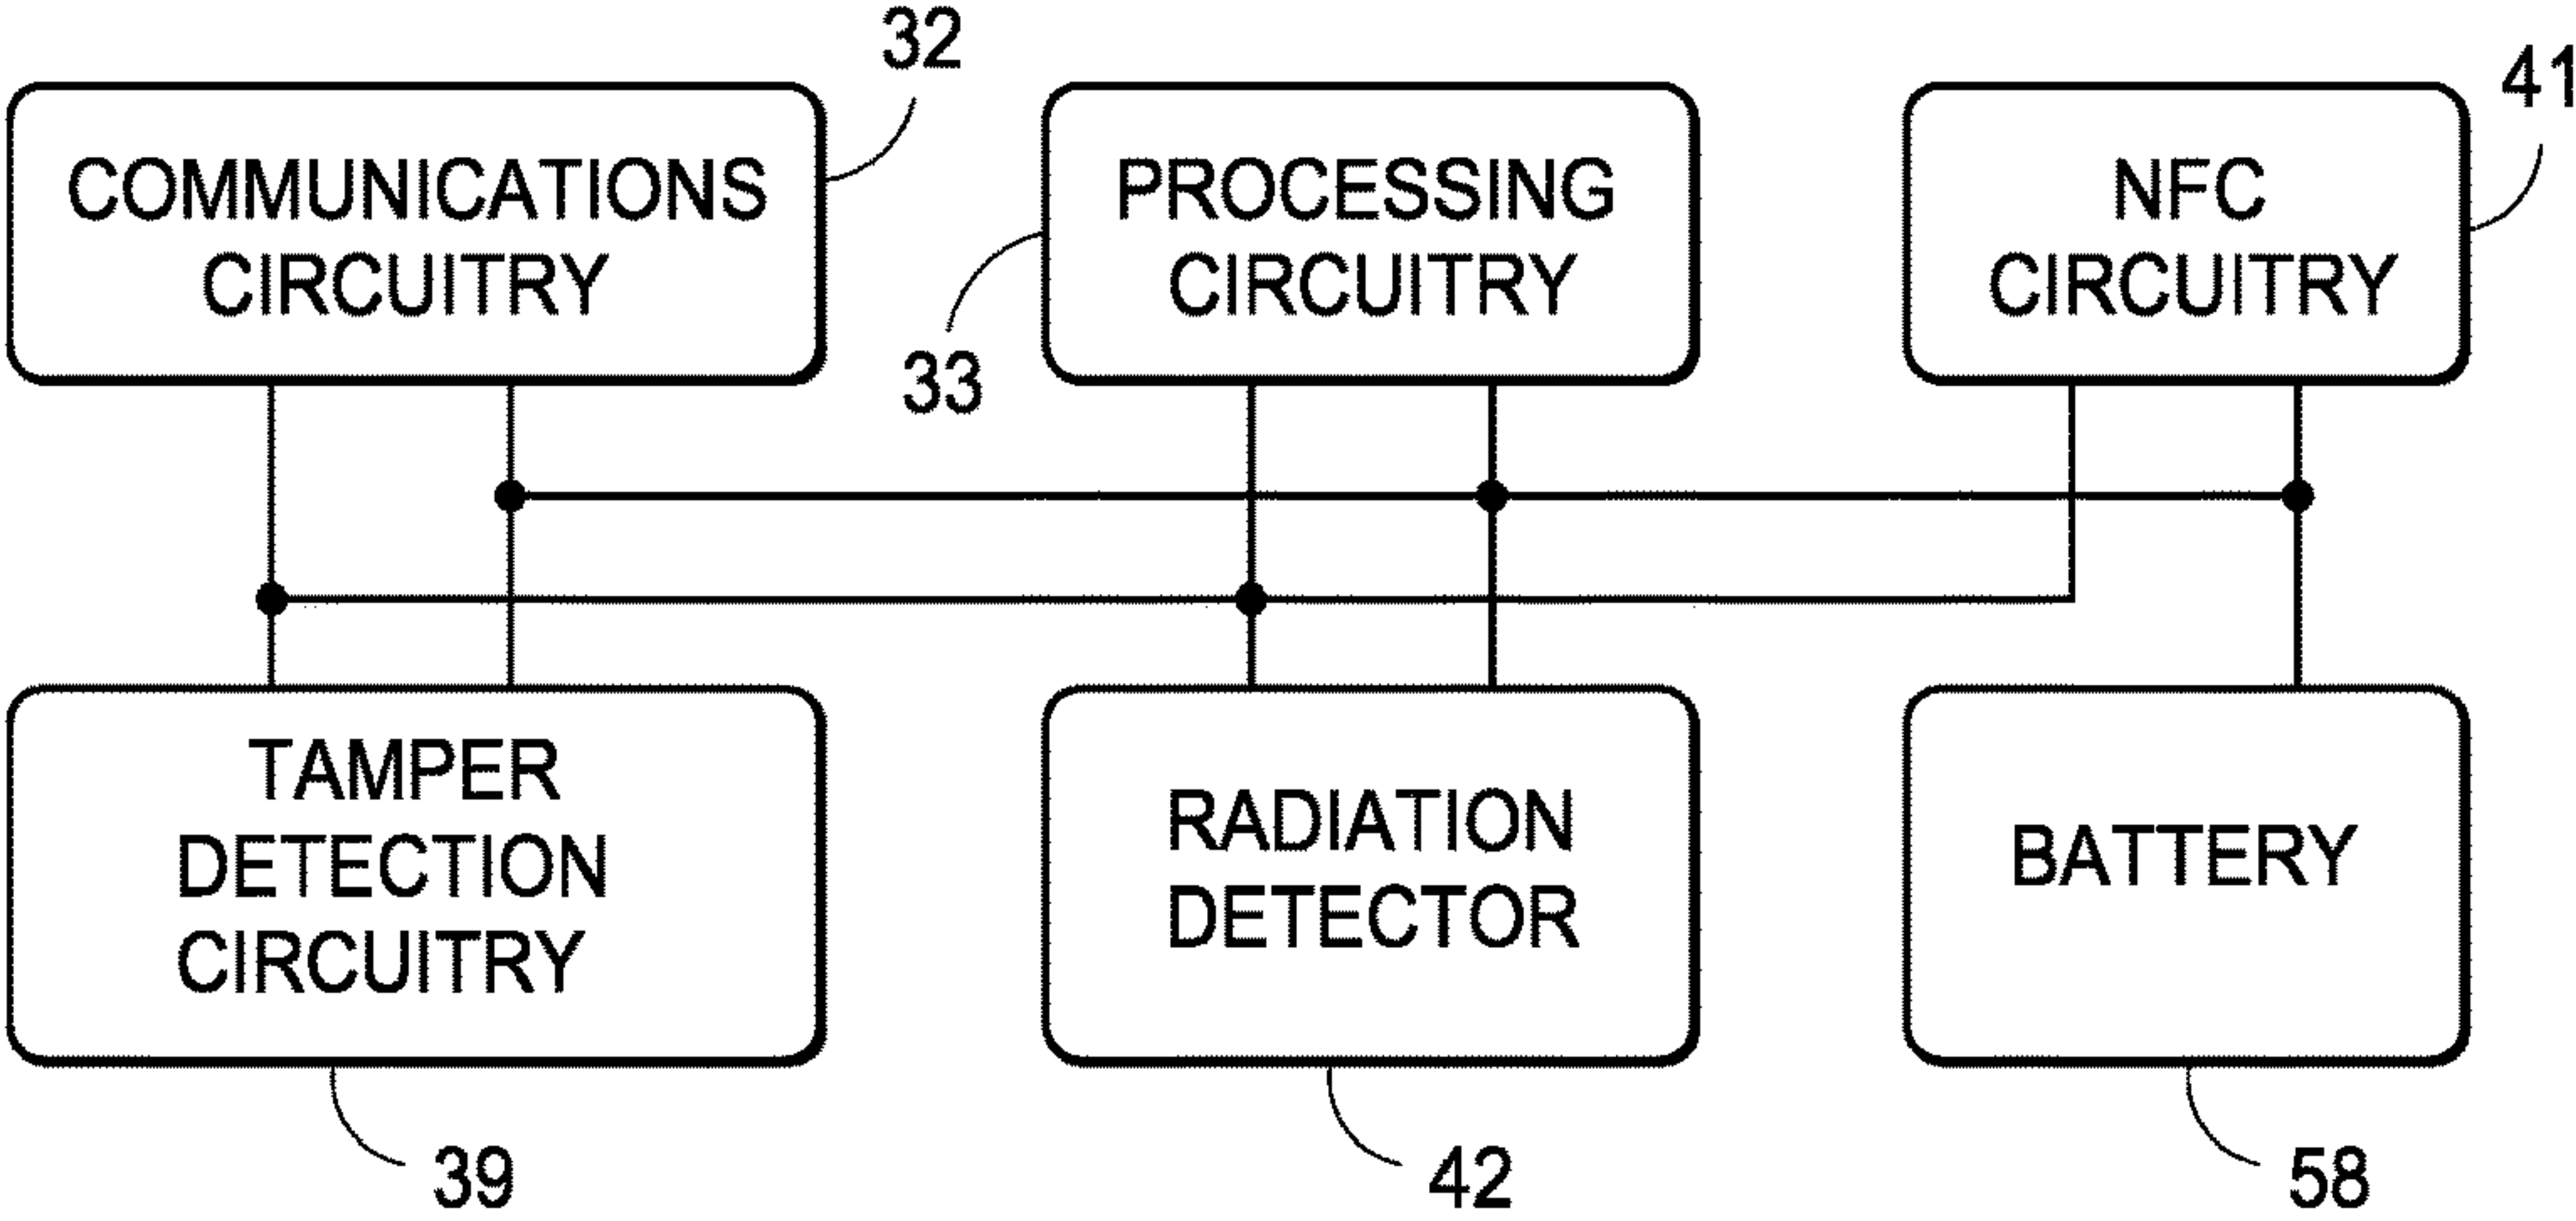 32
COMMUNICATIONS
CIRCUITRY
33
PROCESSING
CIRCUITRY
41
NFC
CIRCUITRY
TAMPER
DETECTION
CIRCUITRY
39
RADIATION
DETECTOR
42
BATTERY
58